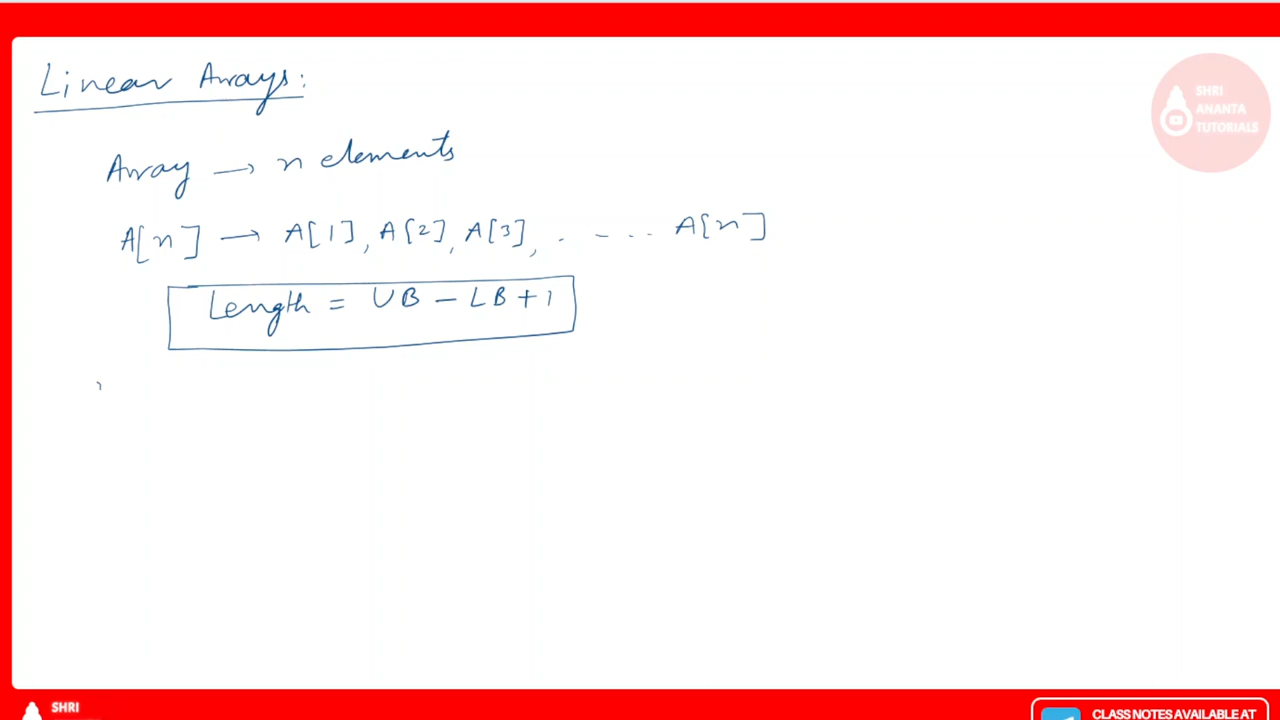 Linear Arrays:
Array → n elements
A[n] → A[1], A[2], A[3], . - - . . . A[n]
Length = UB - LB + 1
SHRI
ANANTA
TUTORIALS
SHRI
CLASS NOTES AVAILABLE AT